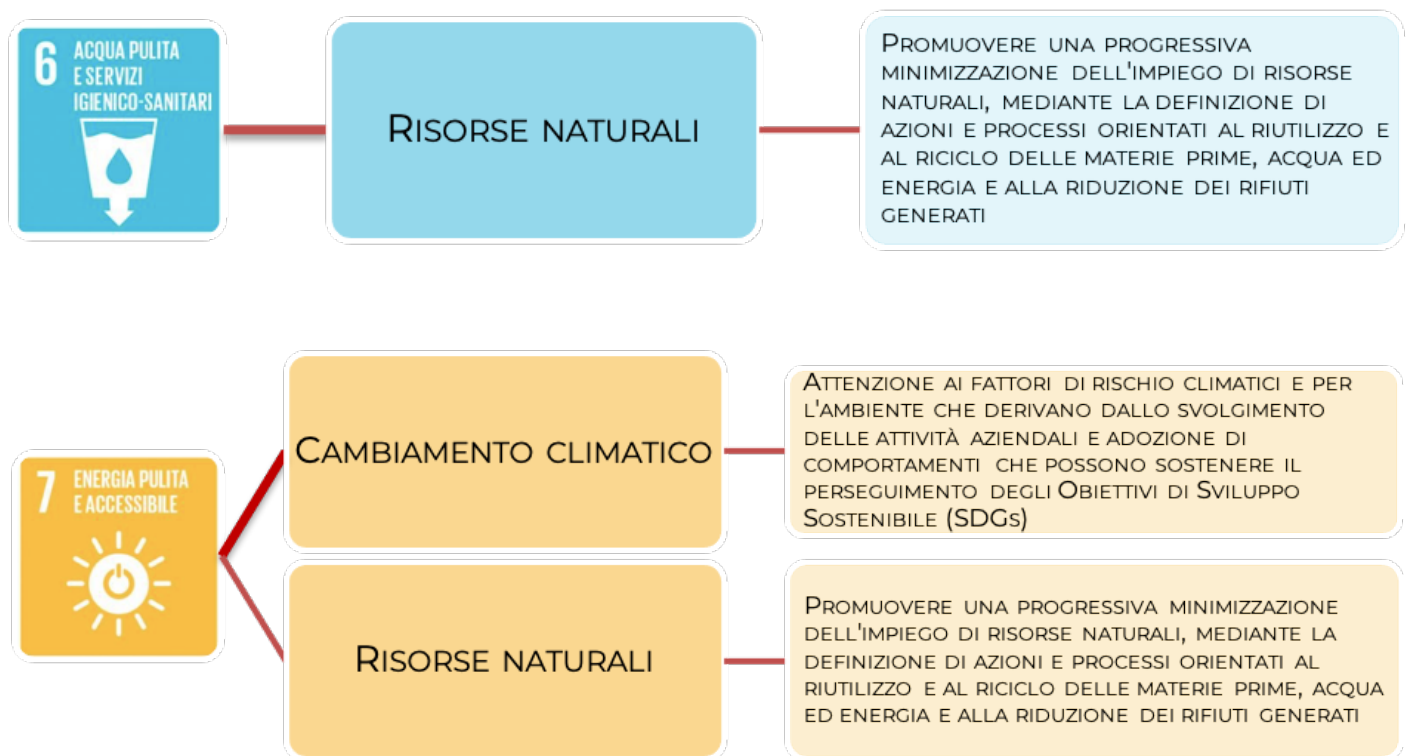 6 ACQUA PULITA
E SERVIZI
IGIENICO-SANITARI
RISORSE NATURALI
PROMUOVERE UNA PROGRESSIVA
MINIMIZZAZIONE DELL'IMPIEGO DI RISORSE
NATURALI, MEDIANTE LA DEFINIZIONE DI
AZIONI E PROCESSI ORIENTATI AL RIUTILIZZO E
AL RICICLO DELLE MATERIE PRIME, ACQUA ED
ENERGIA E ALLA RIDUZIONE DEI RIFIUTI
GENERATI
7 ENERGIA PULITA
E ACCESSIBILE
CAMBIAMENTO CLIMATICO
ATTENZIONE AI FATTORI DI RISCHIO CLIMATICI E PER
L'AMBIENTE CHE DERIVANO DALLO SVOLGIMENTO
DELLE ATTIVITÀ AZIENDALI E ADOZIONE DI
COMPORTAMENTI CHE POSSONO SOSTENERE IL
PERSEGUIMENTO DEGLI OBIETTIVI DI SVILUPPO
SOSTENIBILE (SDGS)
RISORSE NATURALI
PROMUOVERE UNA PROGRESSIVA MINIMIZZAZIONE
DELL'IMPIEGO DI RISORSE NATURALI, MEDIANTE LA
DEFINIZIONE DI AZIONI E PROCESSI ORIENTATI AL
RIUTILIZZO E AL RICICLO DELLE MATERIE PRIME, ACQUA
ED ENERGIA E ALLA RIDUZIONE DEI RIFIUTI GENERATI